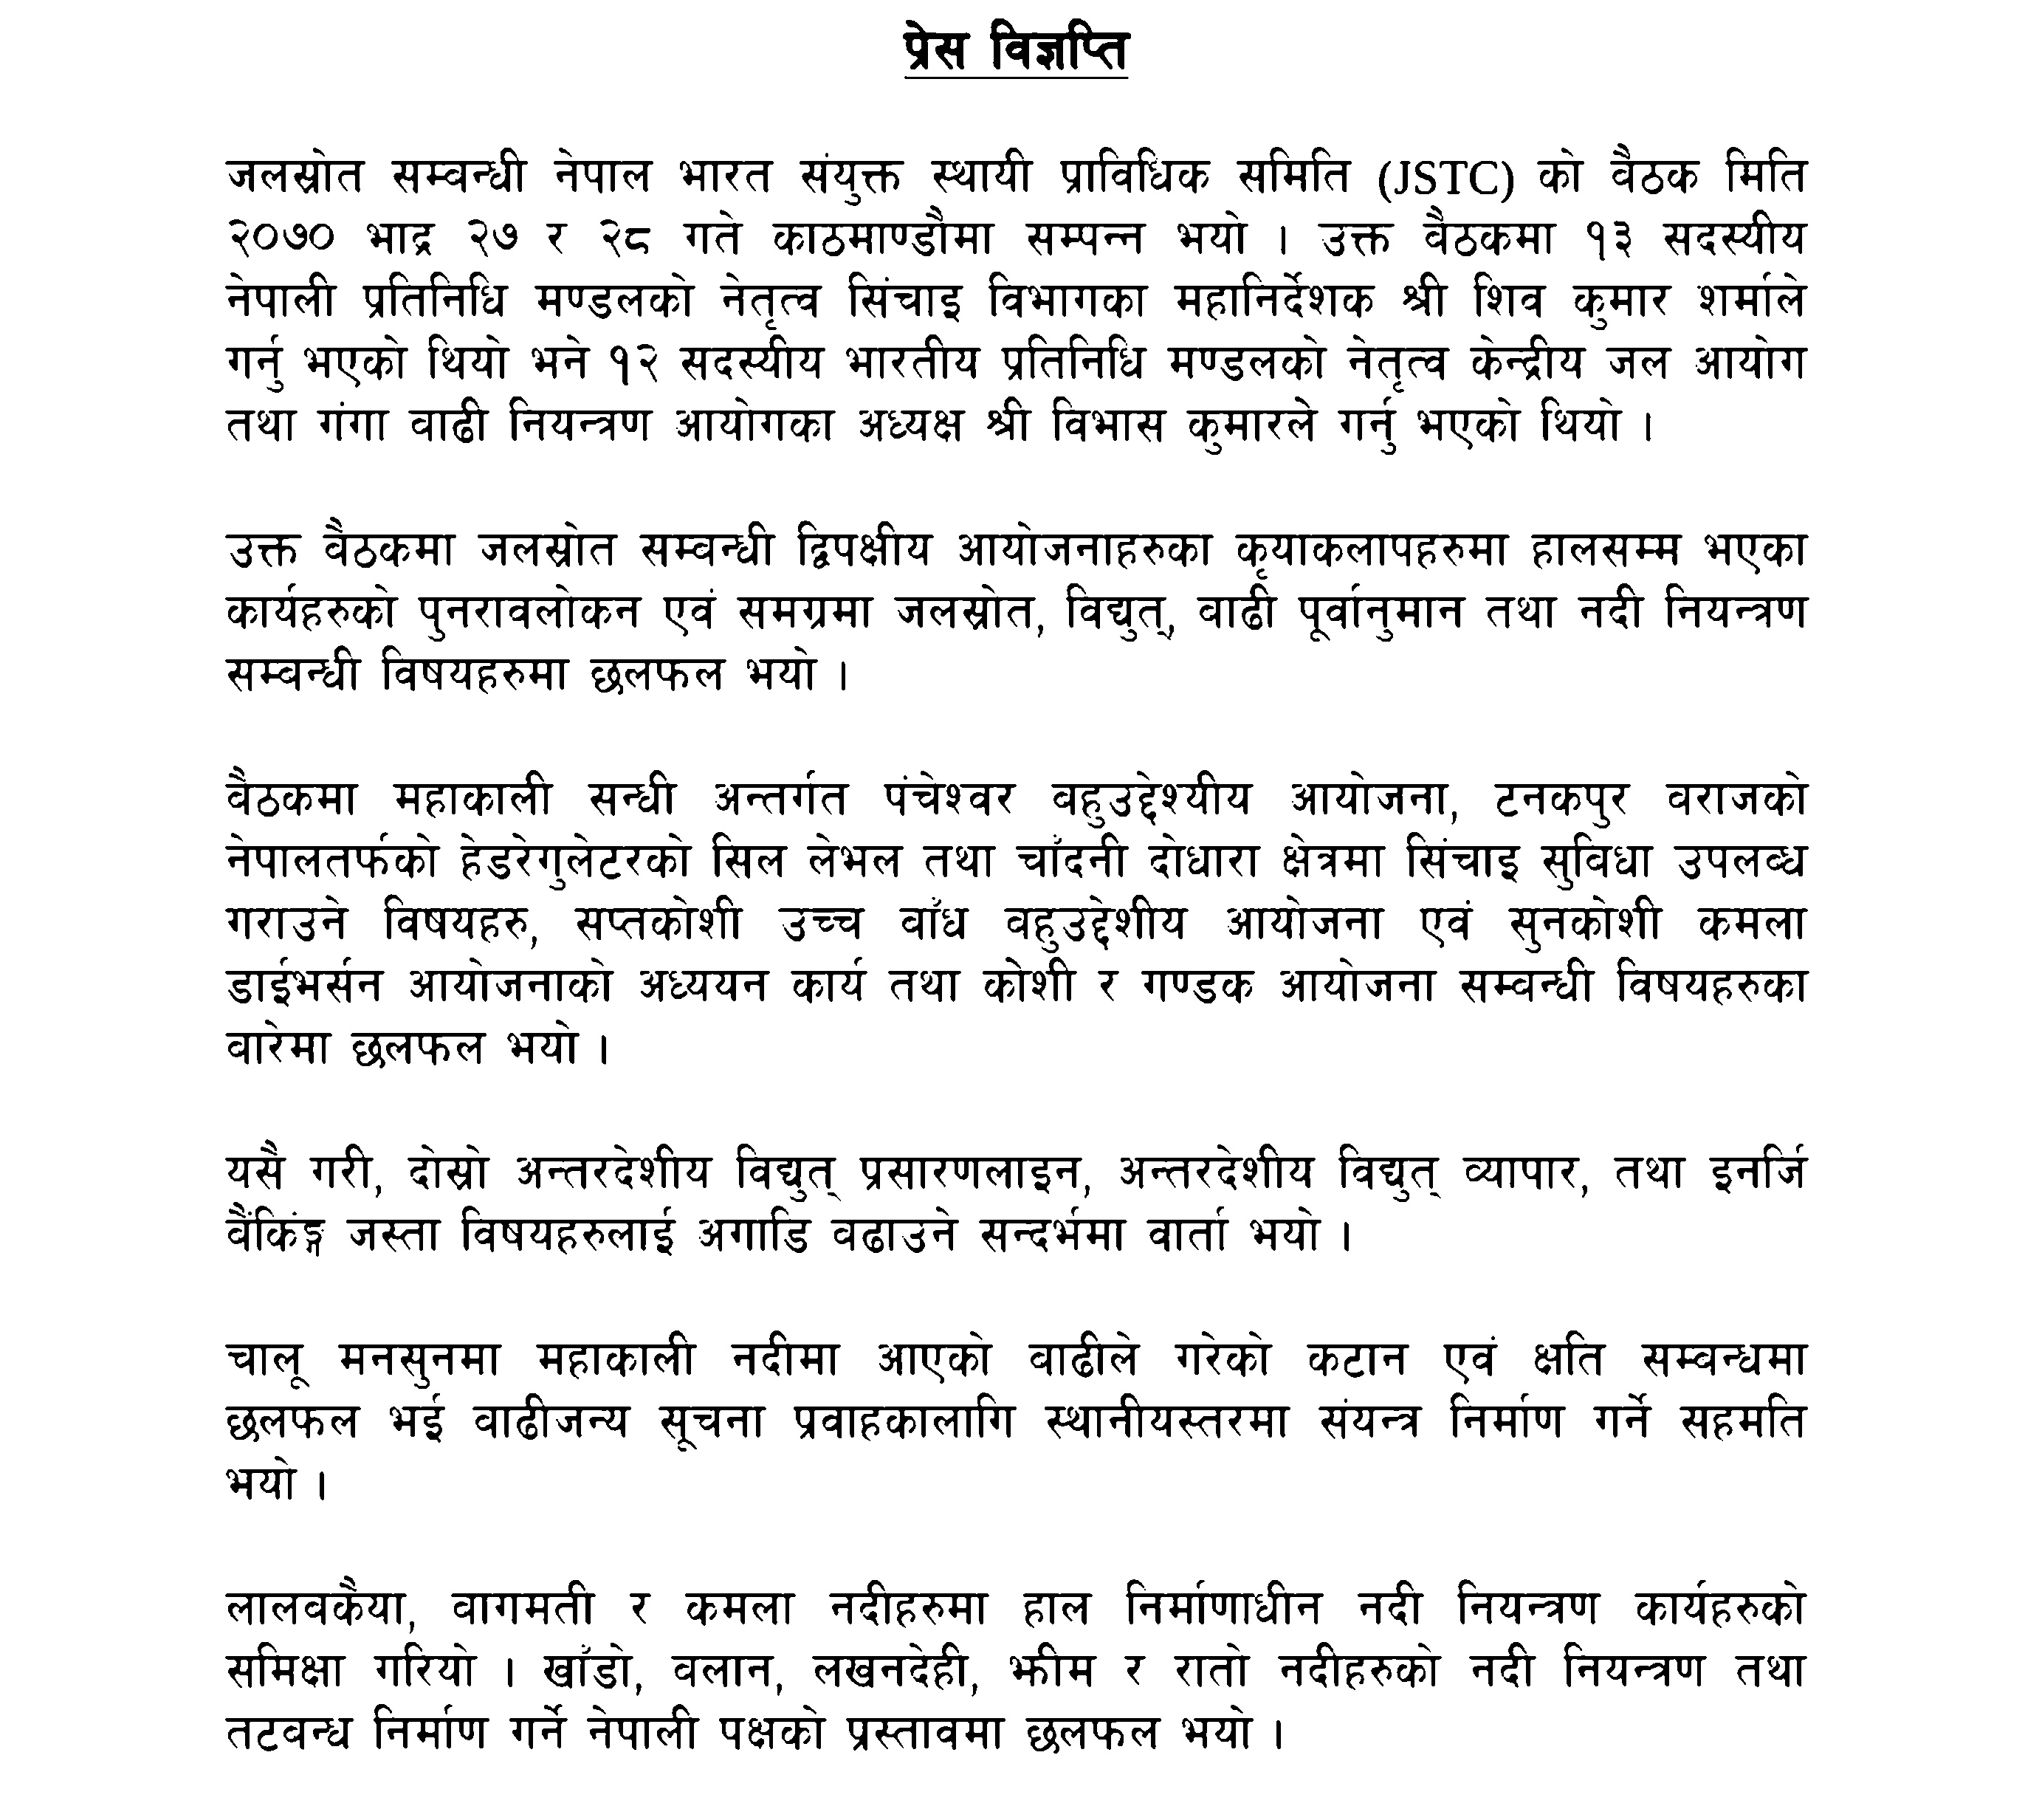 प्रेस विज्ञप्ति
जलस्रोत सम्वन्धी नेपाल भारत संयुक्त स्थायी प्राविधिक समिति (JSTC) को बैठक मिति
२०७० भाद्र २७ र २८ गते काठमाण्डौमा सम्पन्न भयो । उक्त बैठकमा १३ सदस्यीय
नेपाली प्रतिनिधि मण्डलको नेतृत्व सिंचाइ विभागका महानिर्देशक श्री शिव कुमार शर्माले
गर्नु भएको थियो भने १२ सदस्यीय भारतीय प्रतिनिधि मण्डलको नेतृत्व केन्द्रीय जल आयोग
तथा गंगा वाढी नियन्त्रण आयोगका अध्यक्ष श्री विभास कुमारले गर्नु भएको थियो ।
उक्त बैठकमा जलस्रोत सम्वन्धी द्विपक्षीय आयोजनाहरुका कृयाकलापहरुमा हालसम्म भएका
कार्यहरुको पुनरावलोकन एवं समग्रमा जलस्रोत, विद्युत्, वाढी पूर्वानुमान तथा नदी नियन्त्रण
सम्वन्धी विषयहरुमा छलफल भयो ।
बैठकमा महाकाली सन्धी अन्तर्गत पंचेश्वर वहुउद्देश्यीय आयोजना, टनकपुर वराजको
नेपालतर्फको हेडरेगुलेटरको सिल लेभल तथा चाँदनी दोधारा क्षेत्रमा सिंचाइ सुविधा उपलब्ध
गराउने विषयहरु, सप्तकोशी उच्च वाँध वहुउद्देशीय आयोजना एवं सुनकोशी कमला
डाईभर्सन आयोजनाको अध्ययन कार्य तथा कोशी र गण्डक आयोजना सम्वन्धी विषयहरुका
वारेमा छलफल भयो ।
यसै गरी, दोस्रो अन्तरदेशीय विद्युत् प्रसारणलाइन, अन्तरदेशीय विद्युत् व्यापार, तथा इनर्जि
बैंकिंङ्ग जस्ता विषयहरुलाई अगाडि वढाउने सन्दर्भमा वार्ता भयो ।
चालू मनसुनमा महाकाली नदीमा आएको वाढीले गरेको कटान एवं क्षति सम्वन्धमा
छलफल भई वाढीजन्य सूचना प्रवाहकालागि स्थानीयस्तरमा संयन्त्र निर्माण गर्ने सहमति
भयो ।
लालवकैया, वागमती र कमला नदीहरुमा हाल निर्माणाधीन नदी नियन्त्रण कार्यहरुको
समिक्षा गरियो । खाँडो, वलान, लखनदेही, झीम र रातो नदीहरुको नदी नियन्त्रण तथा
तटवन्ध निर्माण गर्ने नेपाली पक्षको प्रस्तावमा छलफल भयो ।